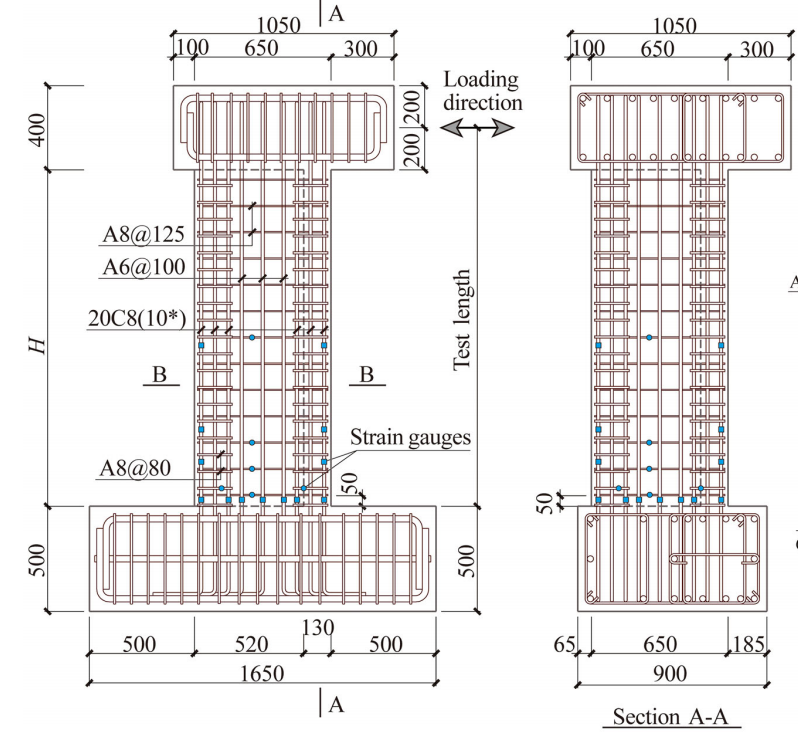 A
1050
100
650
300
400
200
200
Loading
direction
A8@125
A6@100
20C8(10*)
H
Test length
B
B
Strain gauges
A8@80
50
500
500
130
500
520
500
1650
A
1050
100
650
300
50
65
650
185
900
Section A-A